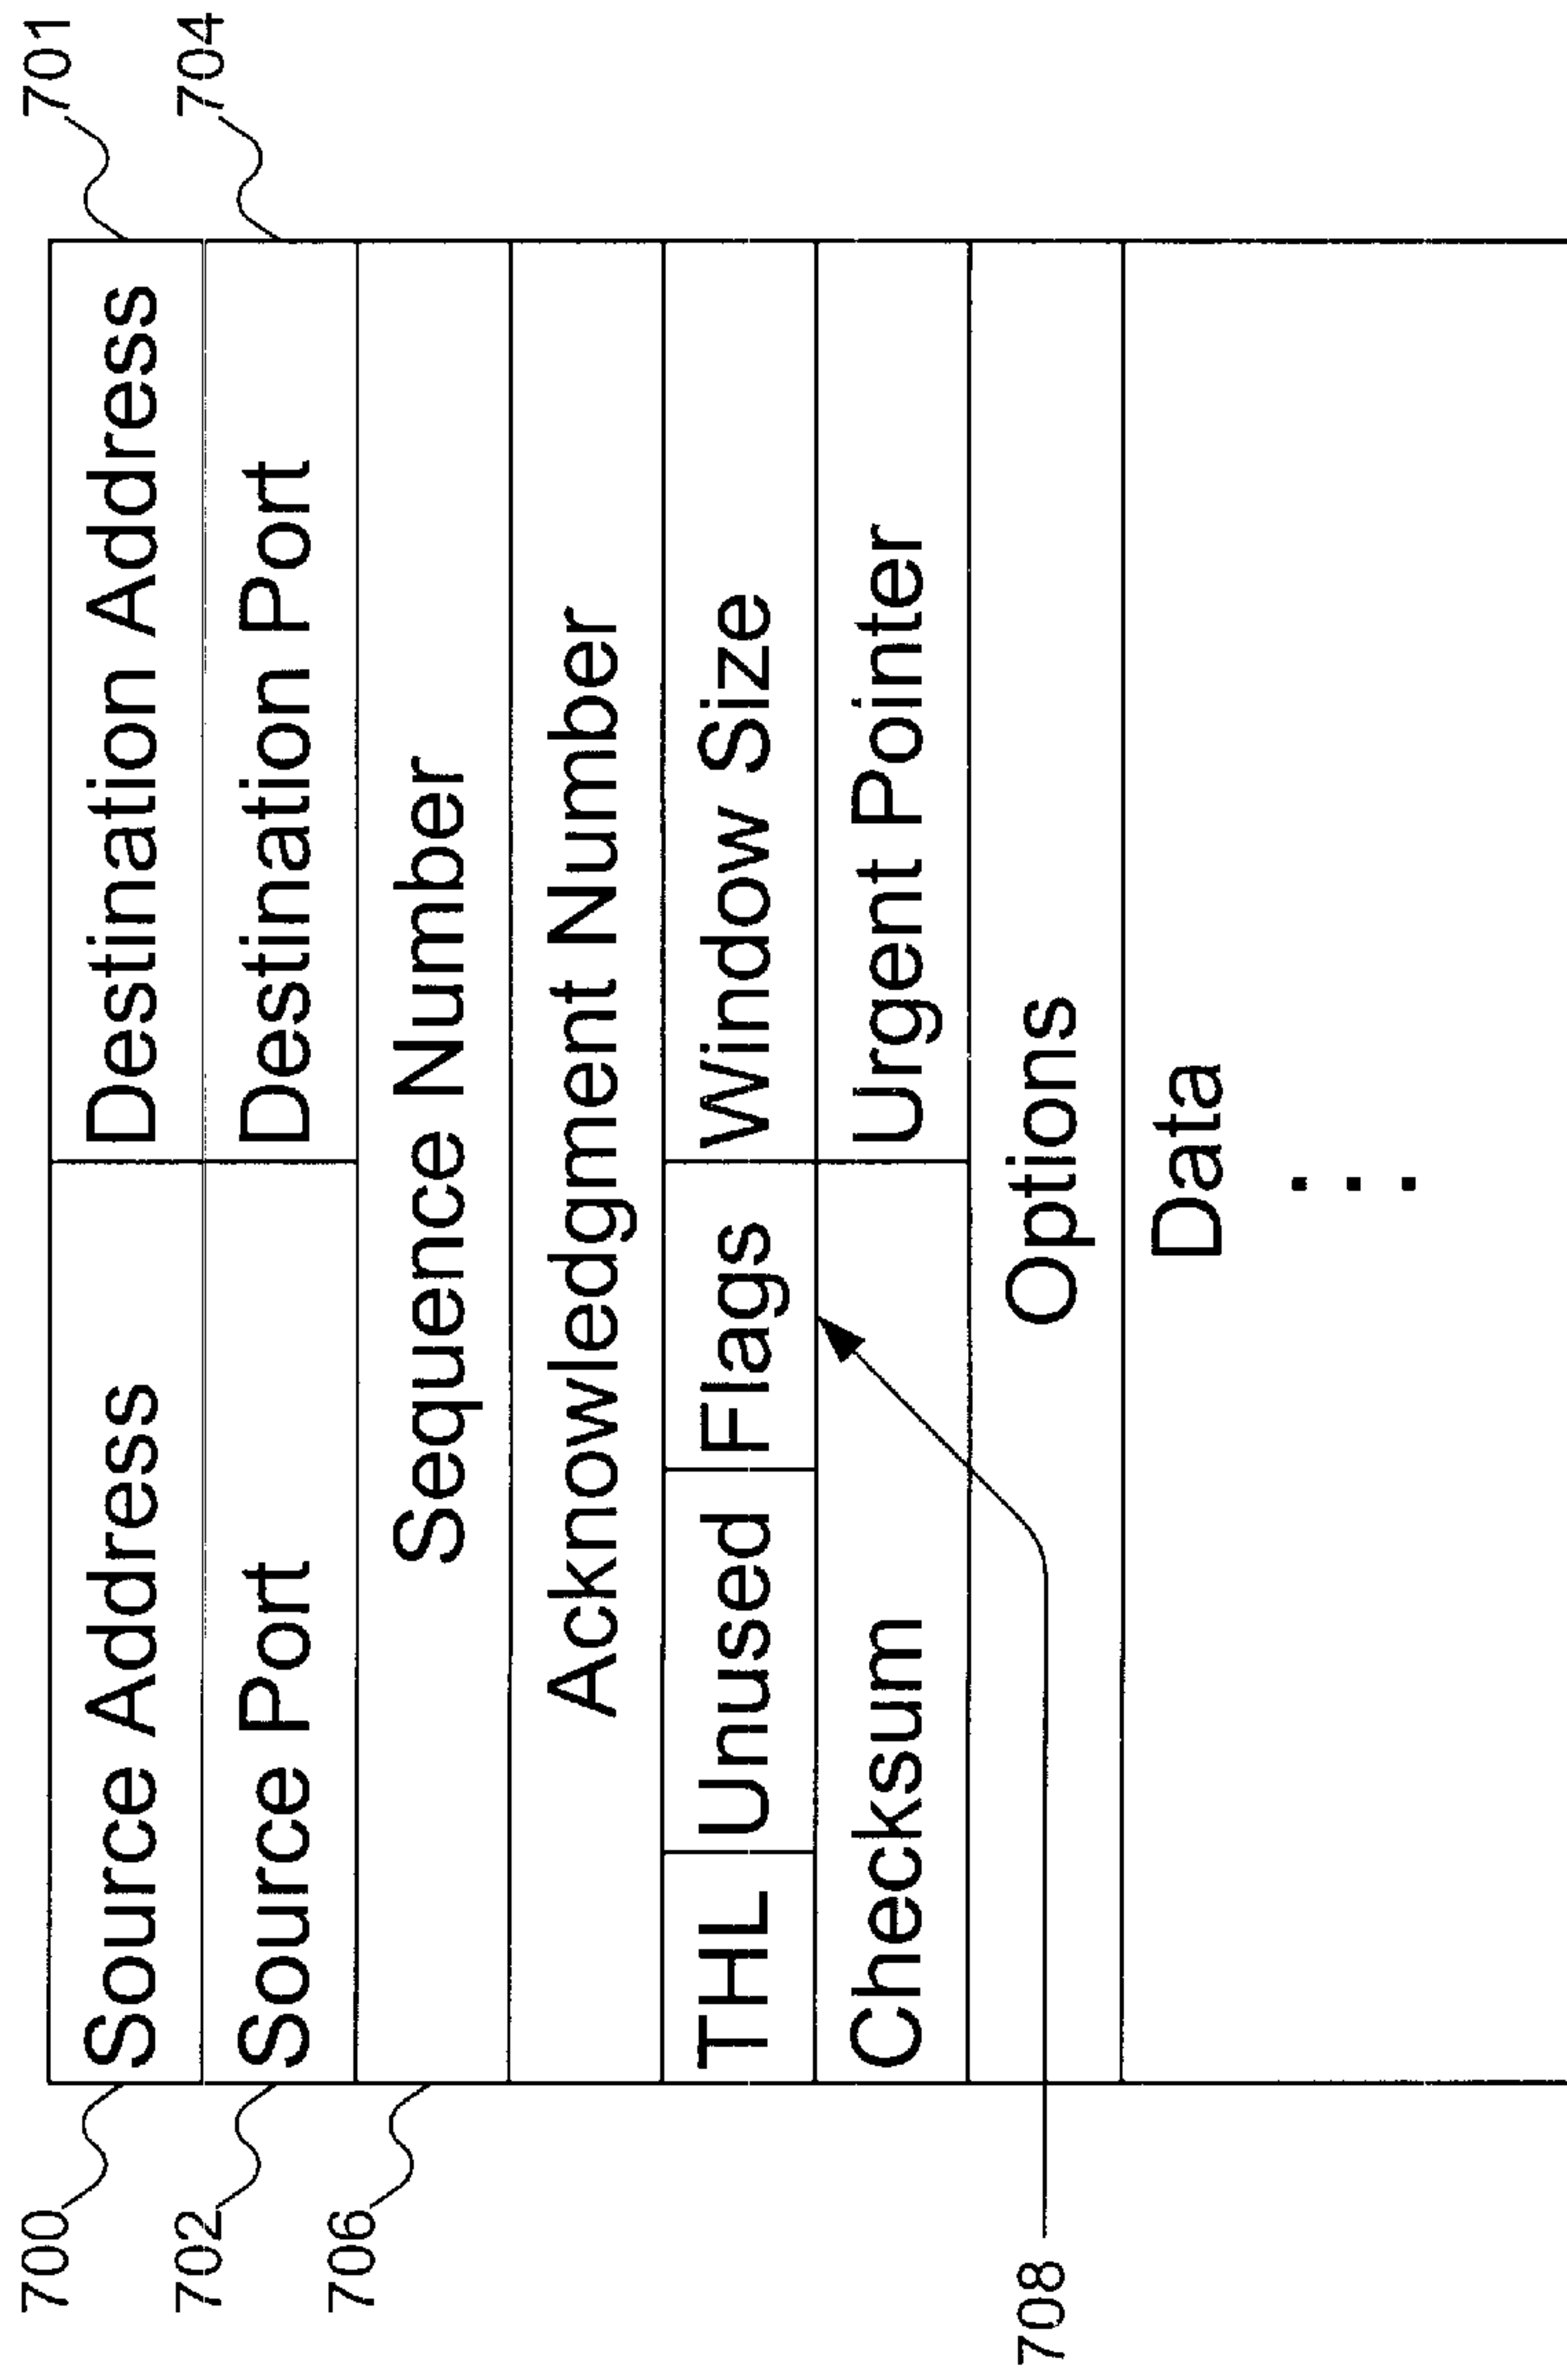 700 Source Address Destination Address 701
702 Source Port Destination Port 704
706 Sequence Number
Acknowledgment Number
THL Unused Flags Window Size
Checksum Urgent Pointer
708 Options
Data